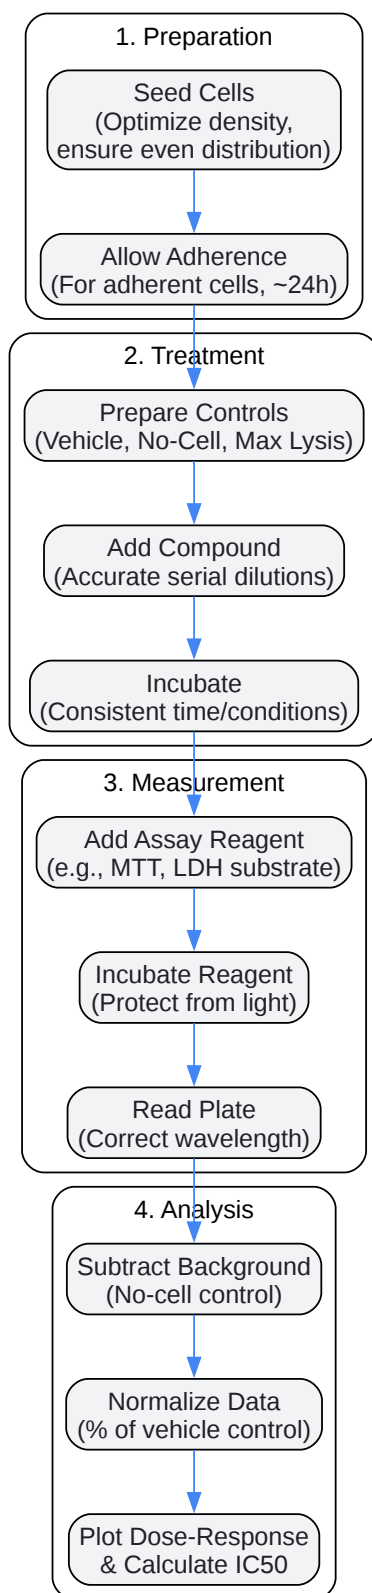 1. Preparation
Seed Cells
(Optimize density,
ensure even distribution)
Allow Adherence
(For adherent cells, ~24h)
2. Treatment
Prepare Controls
(Vehicle, No-Cell, Max Lysis)
Add Compound
(Accurate serial dilutions)
Incubate
(Consistent time/conditions)
3. Measurement
Add Assay Reagent
(e.g., MTT, LDH substrate)
Incubate Reagent
(Protect from light)
Read Plate
(Correct wavelength)
4. Analysis
Subtract Background
(No-cell control)
Normalize Data
(% of vehicle control)
Plot Dose-Response
& Calculate IC50